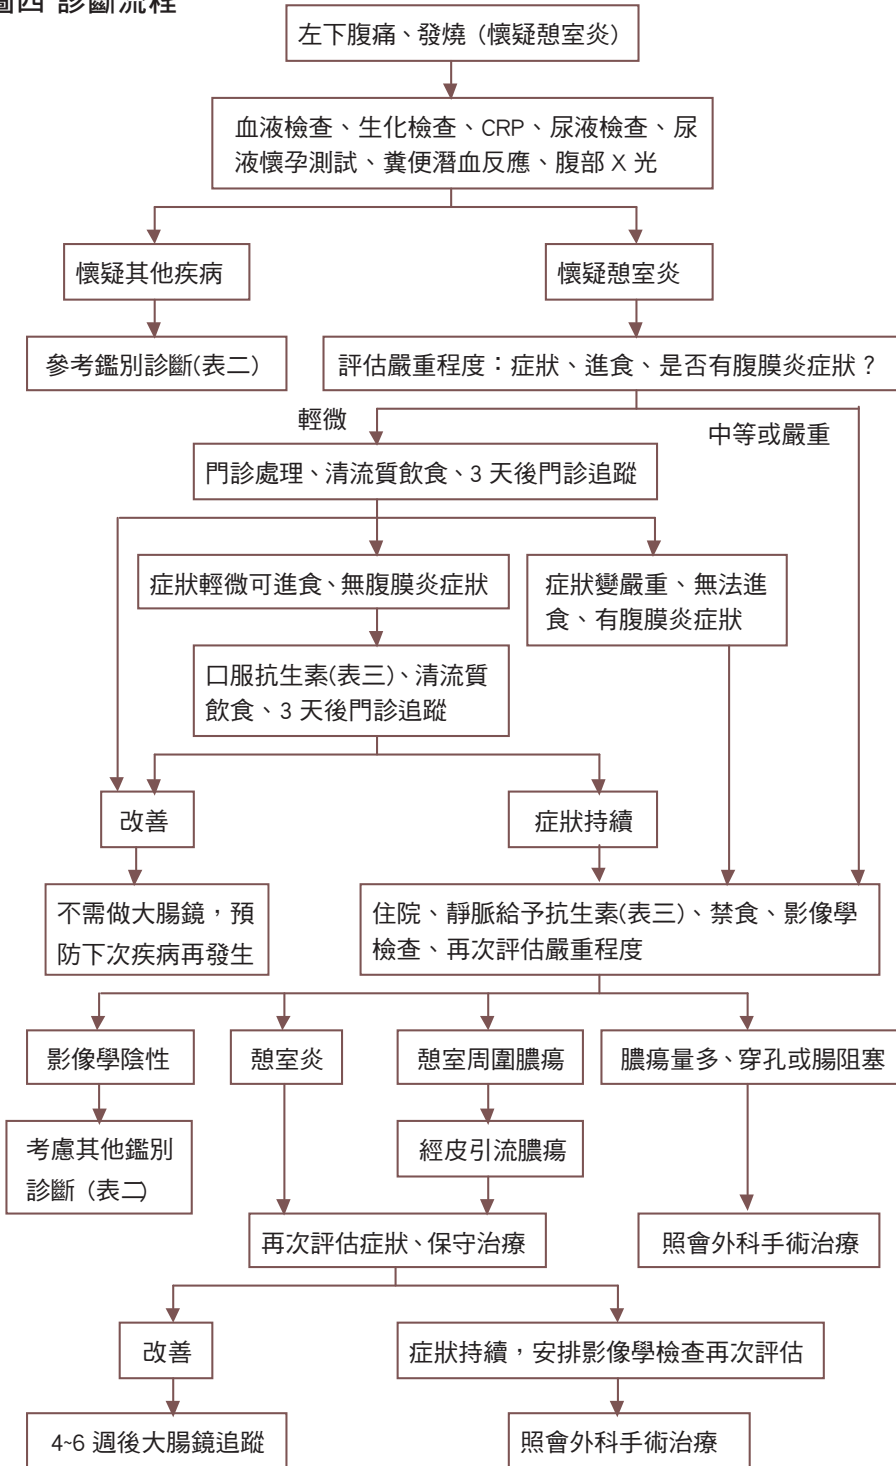 圖四 診斷流程
左下腹痛、發燒 (懷疑憩室炎)
血液檢查、生化檢查、CRP、尿液檢查、尿
液懷孕測試、糞便潛血反應、腹部 X 光
懷疑其他疾病
懷疑憩室炎
參考鑑別診斷(表二)
評估嚴重程度：症狀、進食、是否有腹膜炎症狀？
輕微
中等或嚴重
門診處理、清流質飲食、3 天後門診追蹤
症狀輕微可進食、無腹膜炎症狀
症狀變嚴重、無法進
食、有腹膜炎症狀
口服抗生素(表三)、清流質
飲食、3 天後門診追蹤
改善
症狀持續
不需做大腸鏡，預
防下次疾病再發生
住院、靜脈給予抗生素(表三)、禁食、影像學
檢查、再次評估嚴重程度
影像學陰性
憩室炎
憩室周圍膿瘍
膿瘍量多、穿孔或腸阻塞
考慮其他鑑別
診斷 (表二)
經皮引流膿瘍
再次評估症狀、保守治療
照會外科手術治療
改善
症狀持續，安排影像學檢查再次評估
4~6 週後大腸鏡追蹤
照會外科手術治療